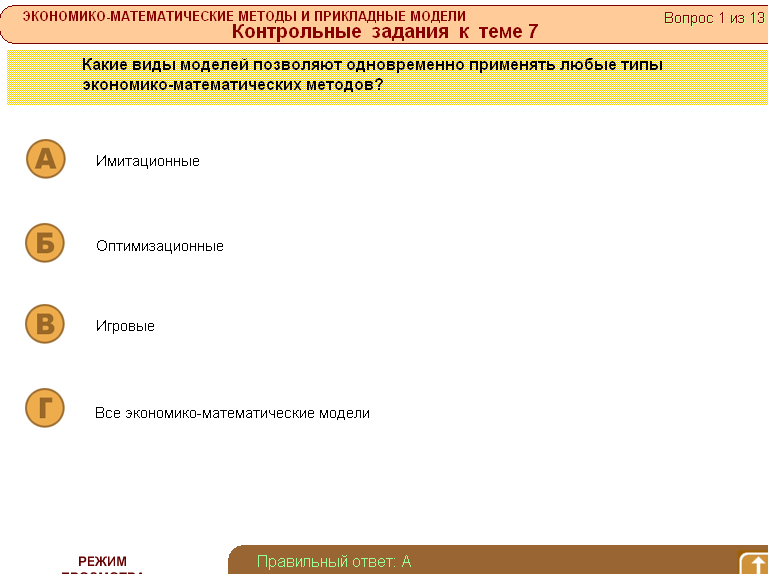 ЭКОНОМИКО-МАТЕМАТИЧЕСКИЕ МЕТОДЫ И ПРИКЛАДНЫЕ МОДЕЛИ
Вопрос 1 из 13
Контрольные задания к теме 7
Какие виды моделей позволяют одновременно применять любые типы
экономико-математических методов?
А
Имитационные
Б
Оптимизационные
В
Игровые
Г
Все экономико-математические модели
РЕЖИМ
Правильный ответ: А